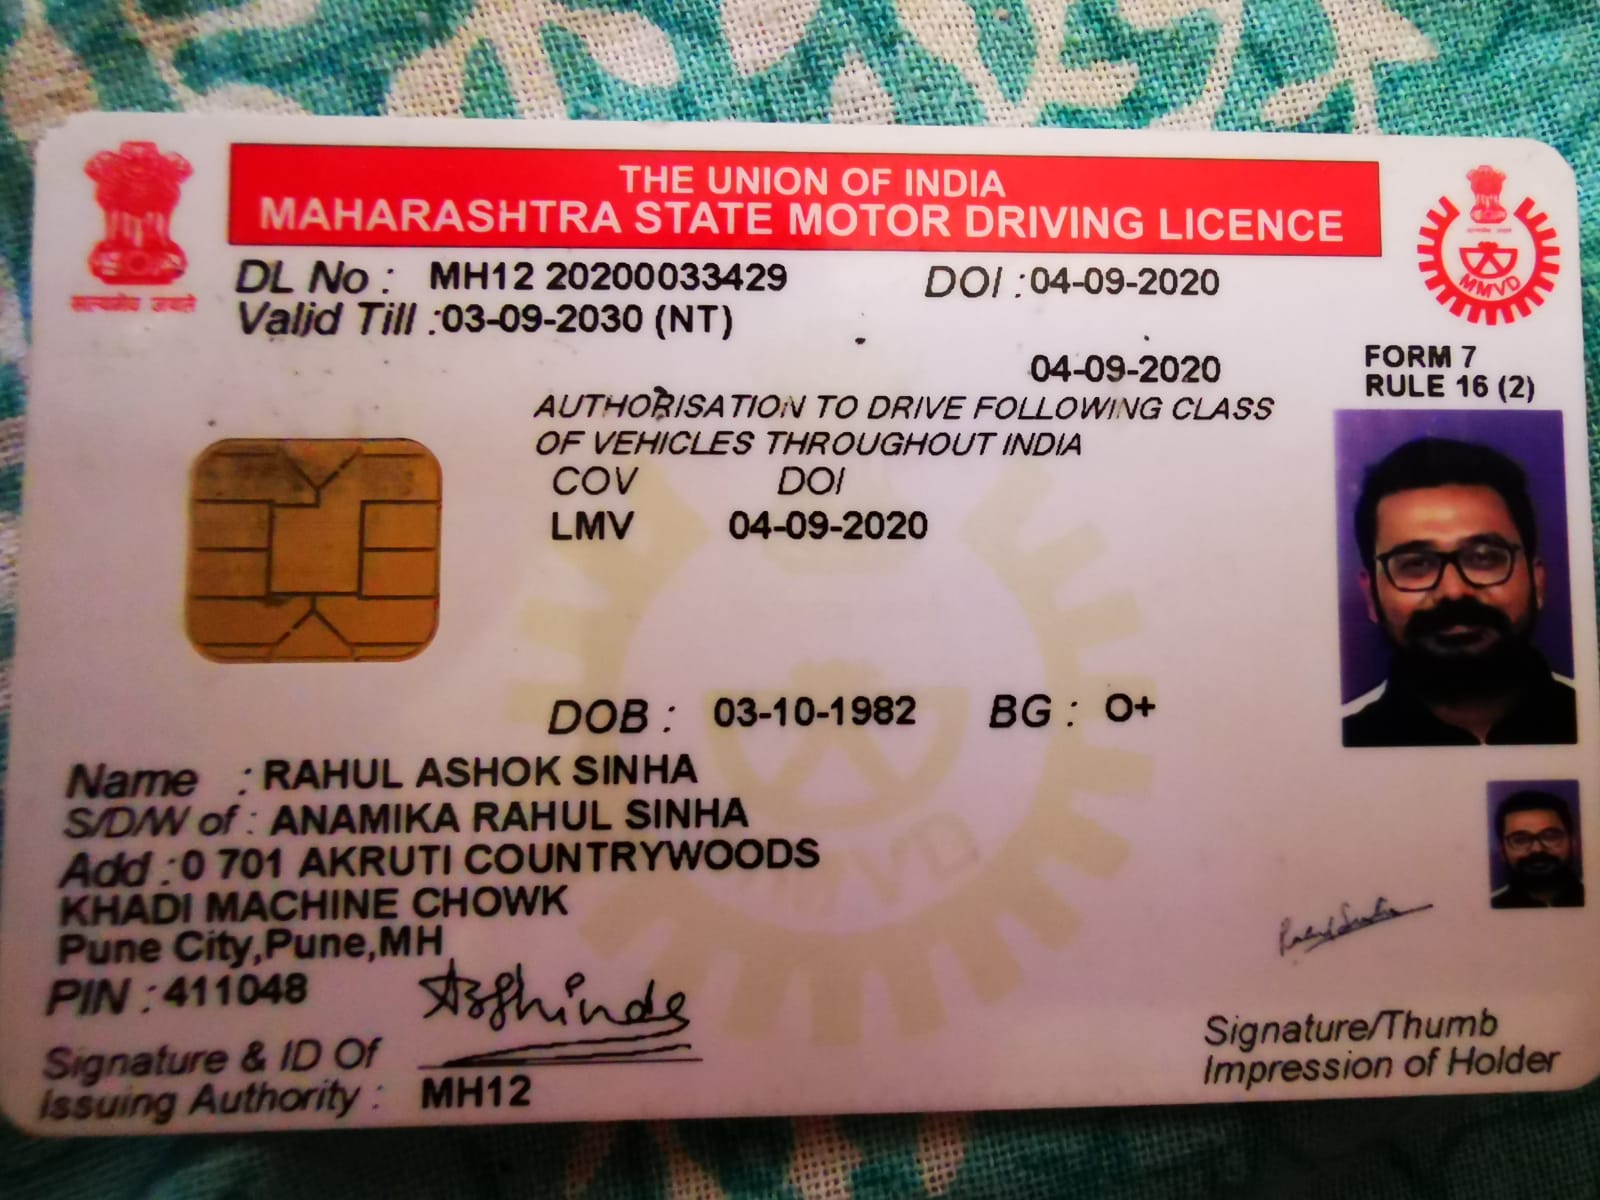 THE UNION OF INDIA
MAHARASHTRA STATE MOTOR DRIVING LICENCE
सत्यमेव जयते
MMVD
DL No : MH12 20200033429 DOI : 04-09-2020
Valid Till : 03-09-2030 (NT)
04-09-2020
FORM 7
RULE 16 (2)
AUTHORISATION TO DRIVE FOLLOWING CLASS
OF VEHICLES THROUGHOUT INDIA
COV DOI
LMV 04-09-2020
DOB : 03-10-1982 BG : O+
Name : RAHUL ASHOK SINHA
S/D/W of : ANAMIKA RAHUL SINHA
Add : 0 701 AKRUTI COUNTRYWOODS
KHADI MACHINE CHOWK
Pune City,Pune,MH
PIN : 411048
MMVD
Signature & ID Of
Issuing Authority : MH12
Signature/Thumb
Impression of Holder